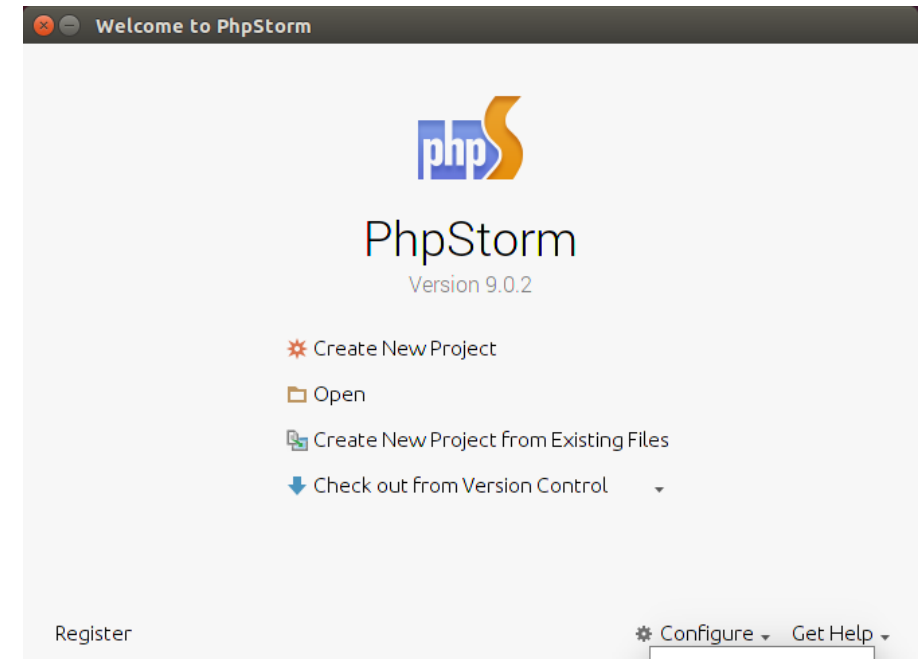 Welcome to PhpStorm
php S
PhpStorm
Version 9.0.2
Create New Project
Open
Create New Project from Existing Files
Check out from Version Control
Register
Configure
Get Help